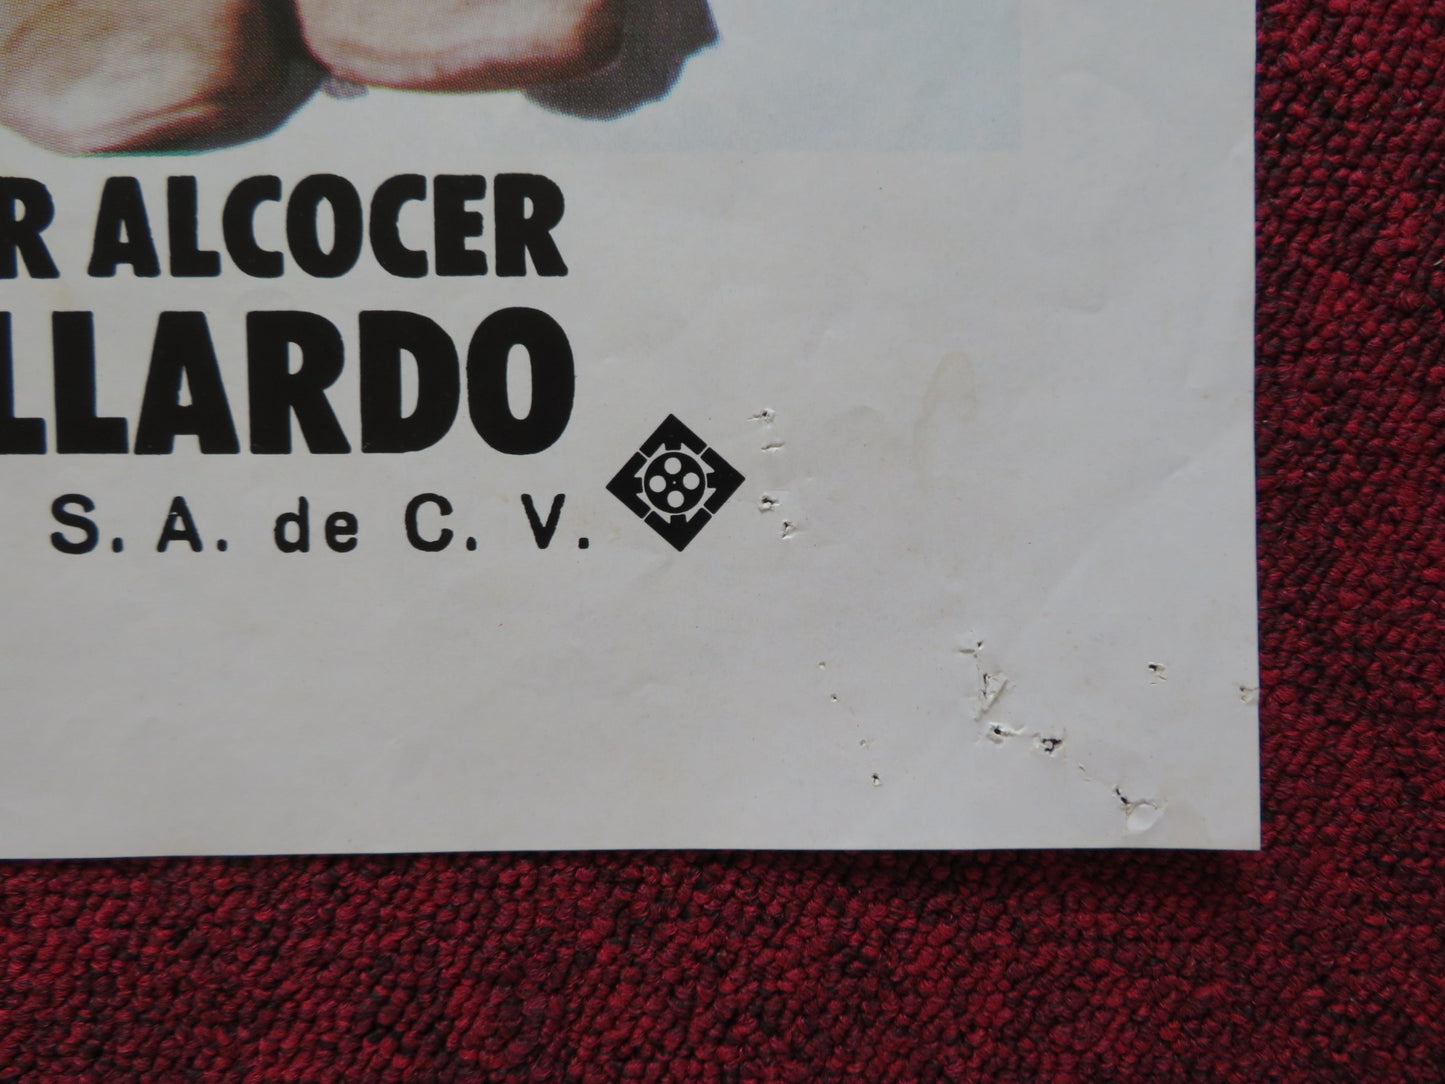 R ALCOCER
LLARDO
S. A. de C. V.